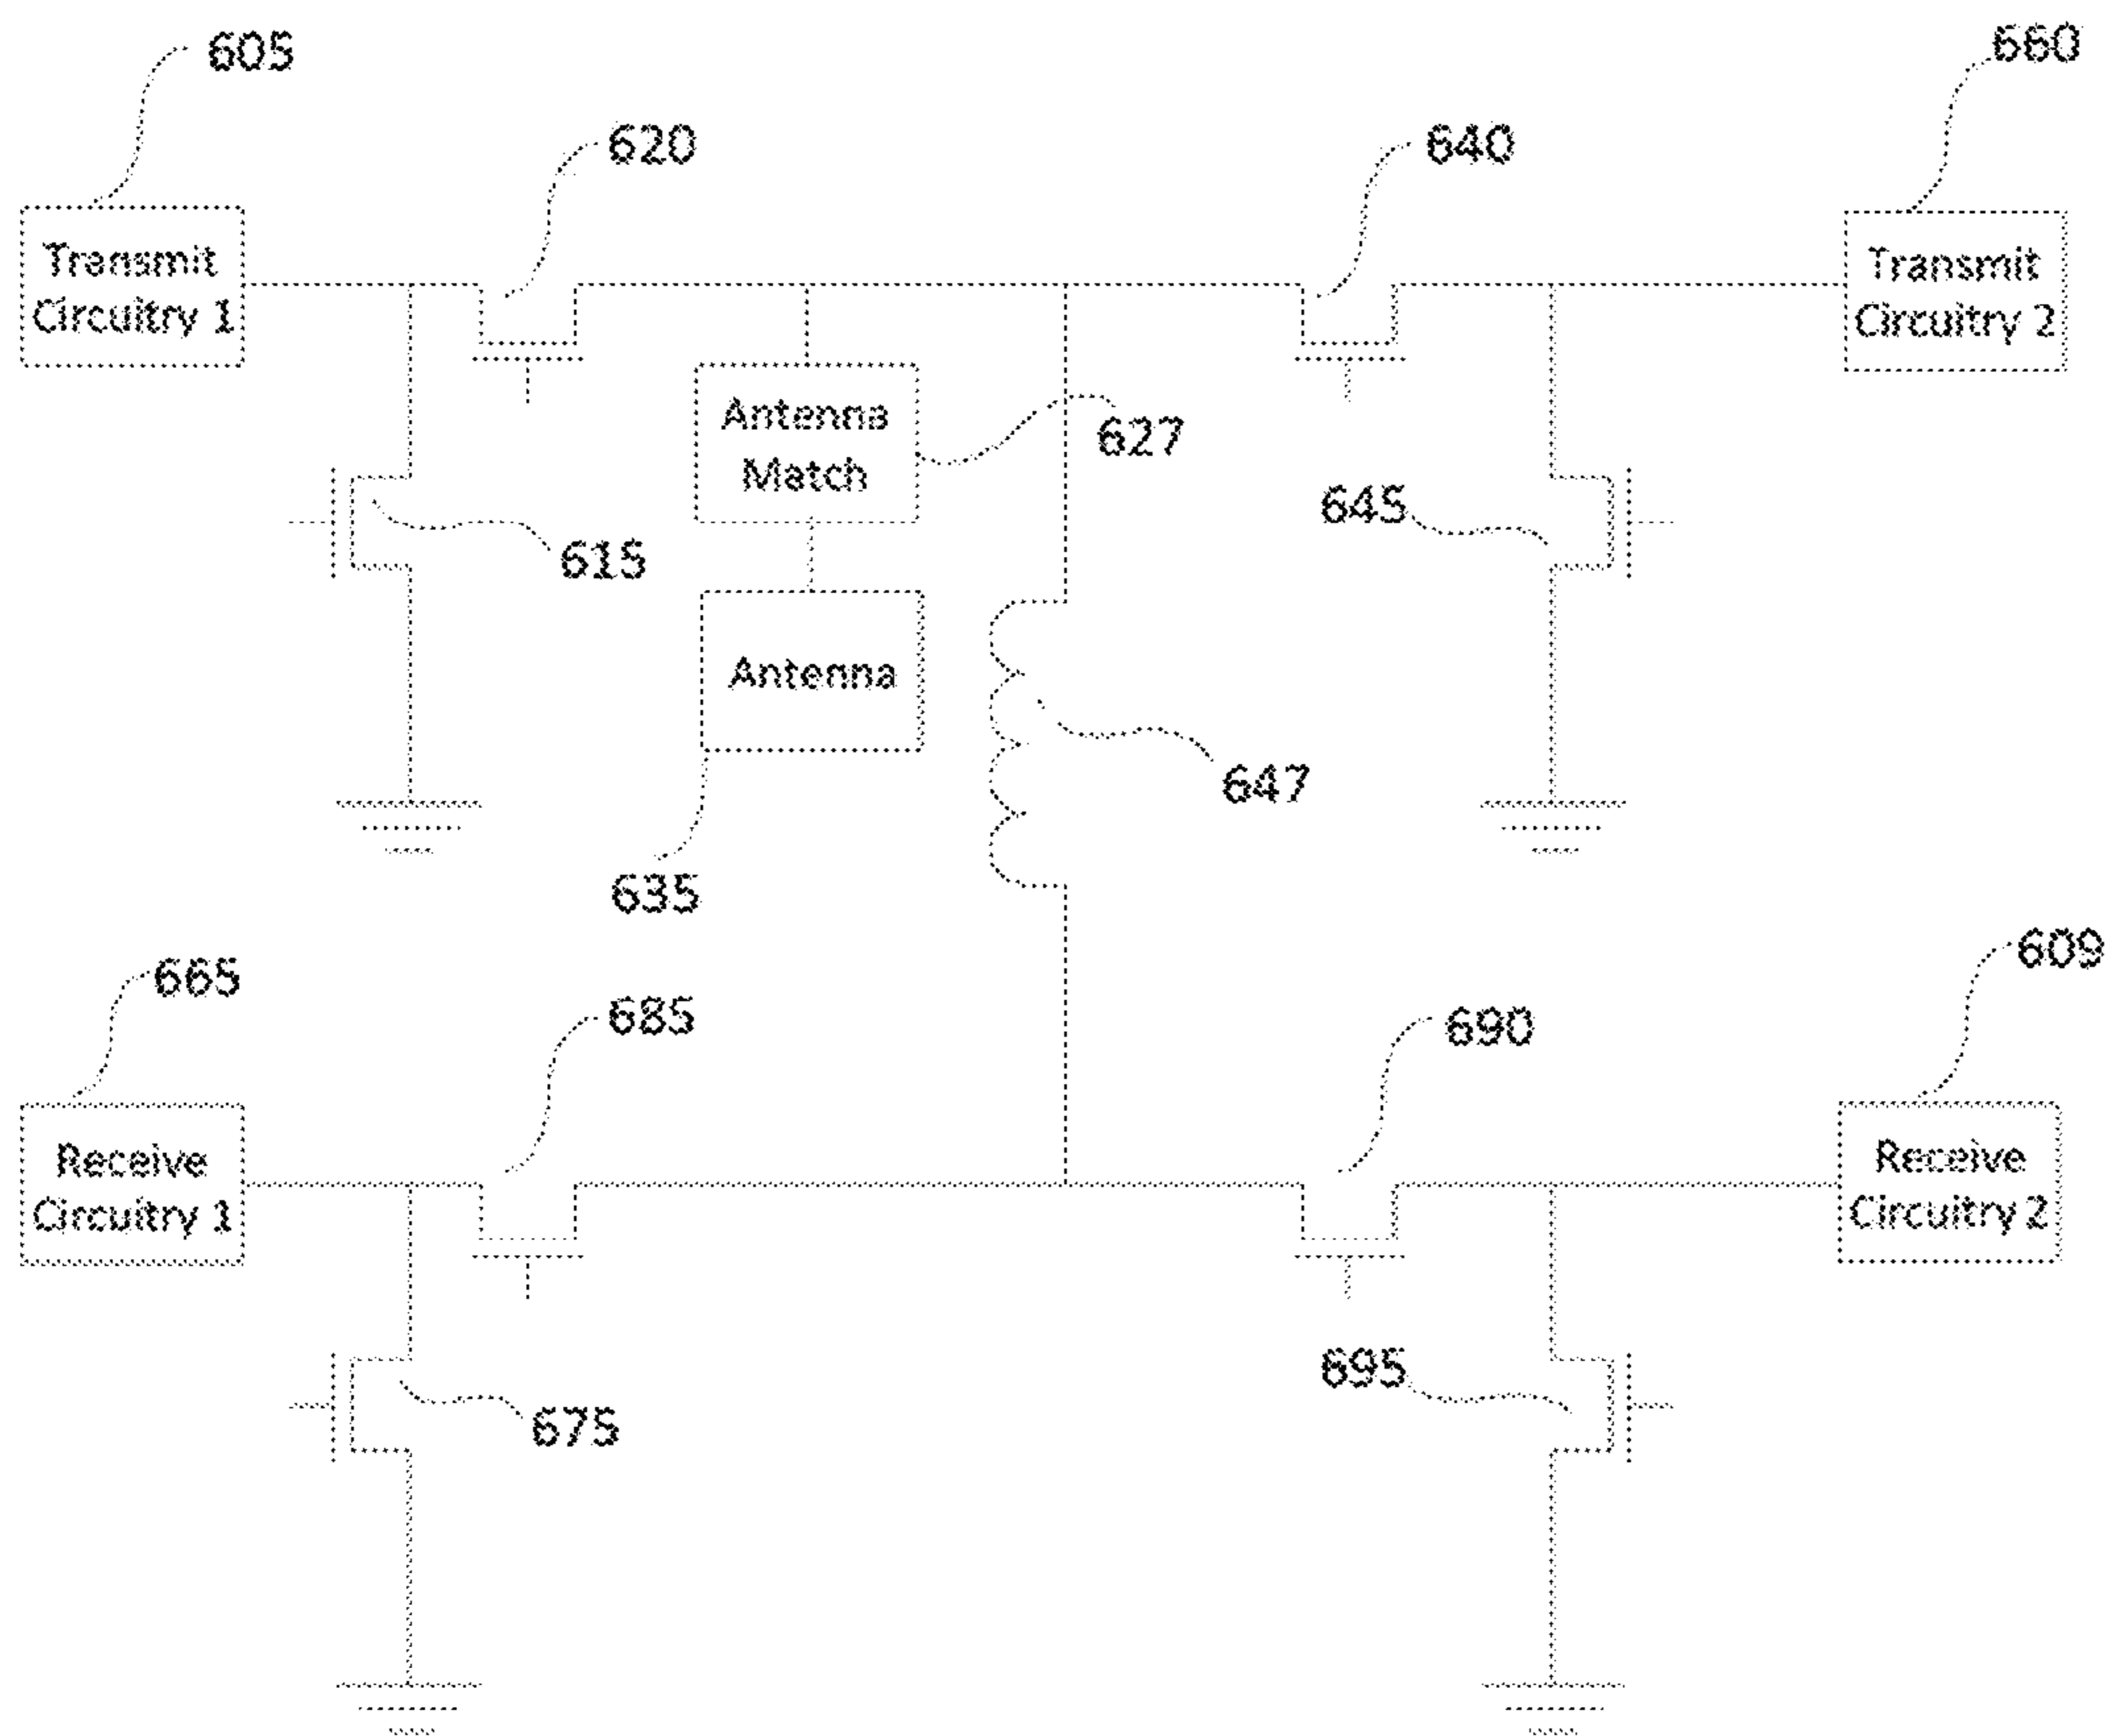 605
660
620
640
Transmit
Circuitry 1
Transmit
Circuitry 2
Antenna
Match
627
645
615
Antenna
647
635
665
685
690
609
Receive
Circuitry 1
Receive
Circuitry 2
695
675